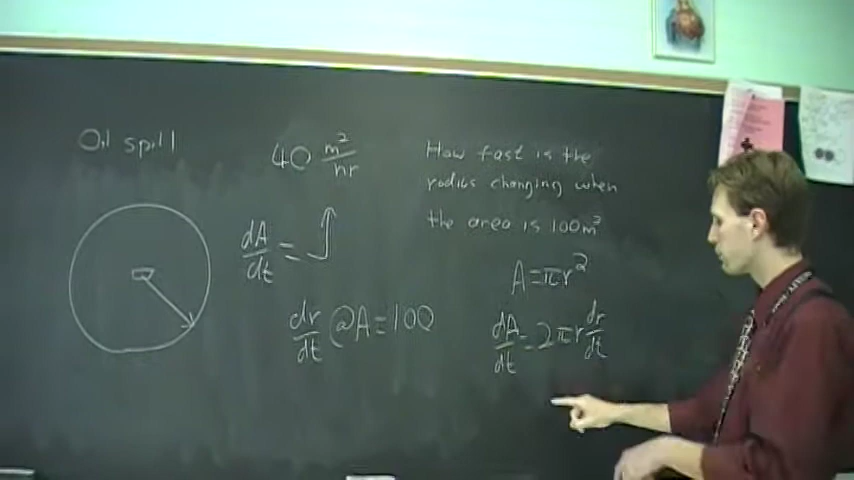 Oil spill
40 m²/hr
How fast is the
radius changing when
the area is 100m²
dA/dt =
A=πr²
dr/dt @A=100
dA/dt = 2πr dr/dt